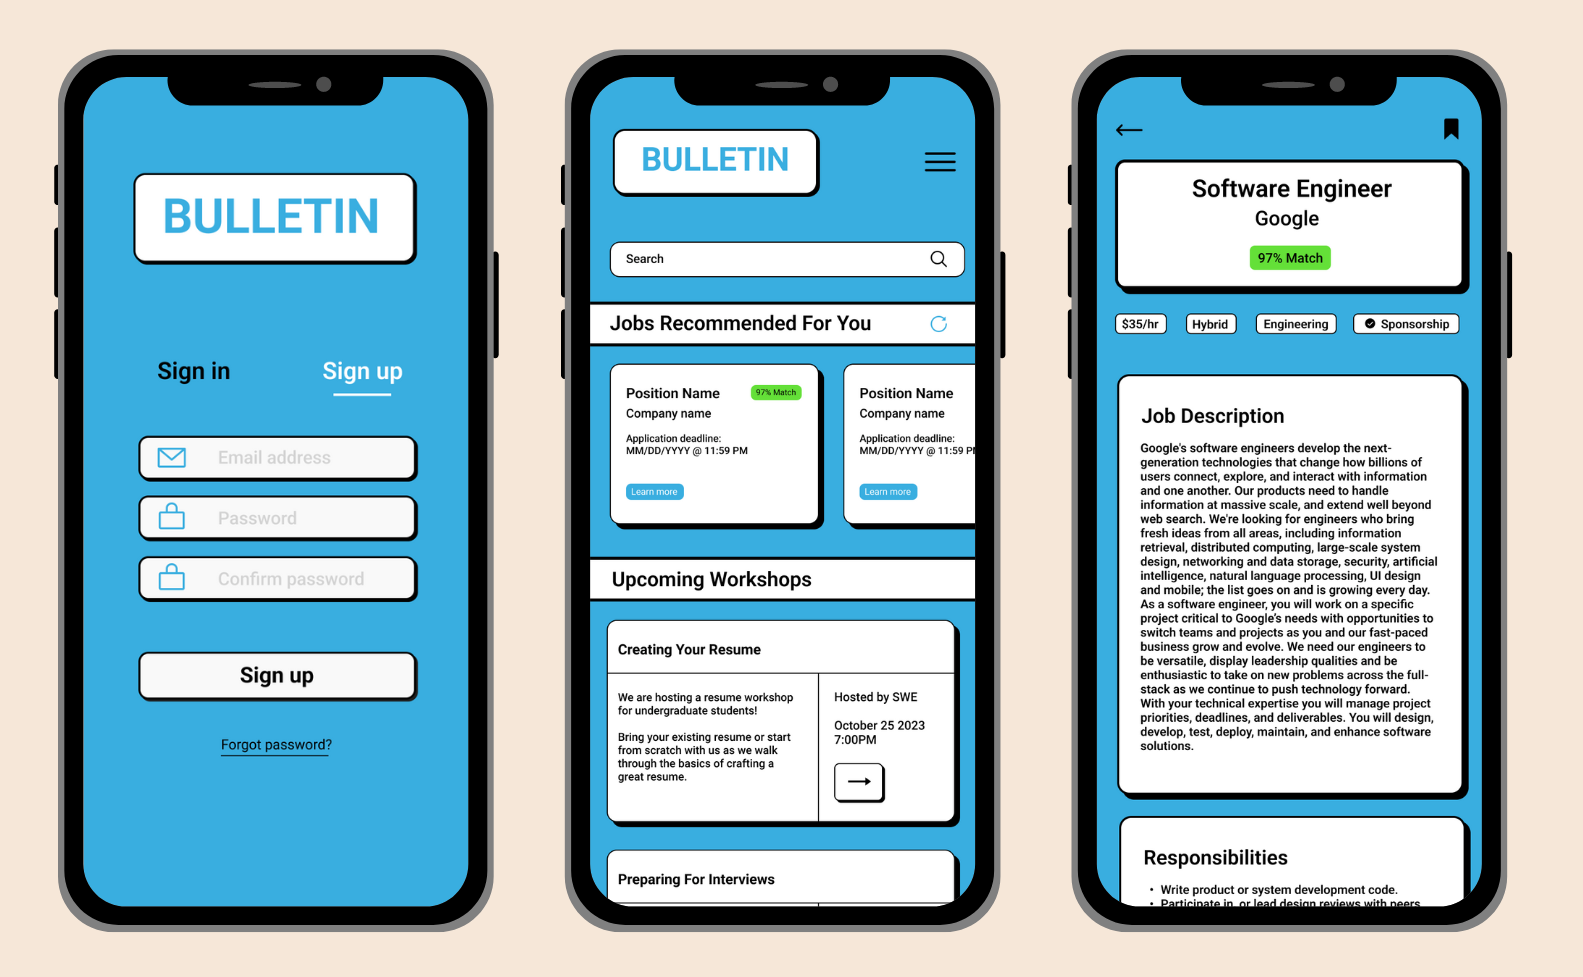 BULLETIN
Sign in
Sign up
Email address
Password
Confirm password
Sign up
Forgot password?
BULLETIN
Search
Jobs Recommended For You
Position Name
97% Match
Company name
Application deadline:
MM/DD/YYYY @ 11:59 PM
Learn more
Position Name
Company name
Application deadline:
MM/DD/YYYY @ 11:59 PM
Learn more
Upcoming Workshops
Creating Your Resume
We are hosting a resume workshop
for undergraduate students!
Bring your existing resume or start
from scratch with us as we walk
through the basics of crafting a
great resume.
Hosted by SWE
October 25 2023
7:00PM
Preparing For Interviews
Software Engineer
Google
97% Match
$35/hr
Hybrid
Engineering
Sponsorship
Job Description
Google's software engineers develop the next-
generation technologies that change how billions of
users connect, explore, and interact with information
and one another. Our products need to handle
information at massive scale, and extend well beyond
web search. We're looking for engineers who bring
fresh ideas from all areas, including information
retrieval, distributed computing, large-scale system
design, networking and data storage, security, artificial
intelligence, natural language processing, UI design
and mobile; the list goes on and is growing every day.
As a software engineer, you will work on a specific
project critical to Google's needs with opportunities to
switch teams and projects as you and our fast-paced
business grow and evolve. We need our engineers to
be versatile, display leadership qualities and be
enthusiastic to take on new problems across the full-
stack as we continue to push technology forward.
With your technical expertise you will manage project
priorities, deadlines, and deliverables. You will design,
develop, test, deploy, maintain, and enhance software
solutions.
Responsibilities
• Write product or system development code.
• Participate in, or lead design reviews with peers